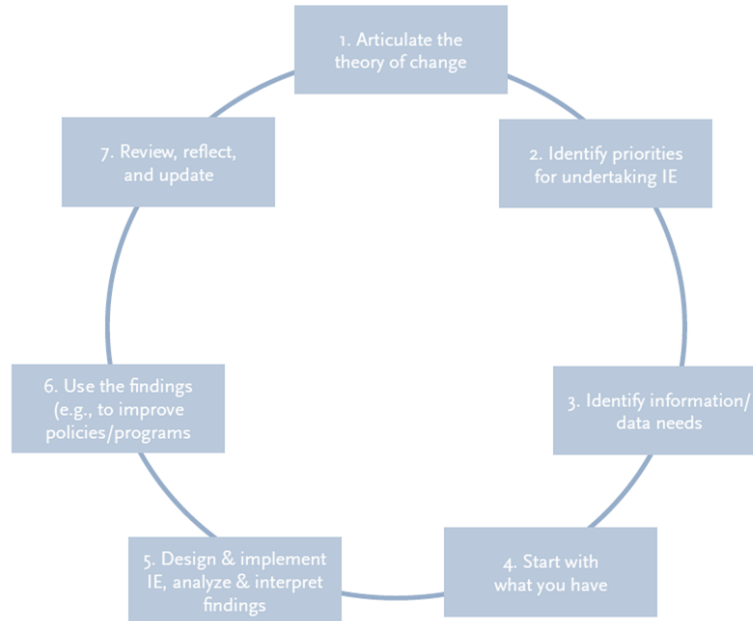 1. Articulate the
theory of change
2. Identify priorities
for undertaking IE
3. Identify information/
data needs
4. Start with
what you have
5. Design & implement
IE, analyze & interpret
findings
6. Use the findings
(e.g., to improve
policies/programs
7. Review, reflect,
and update